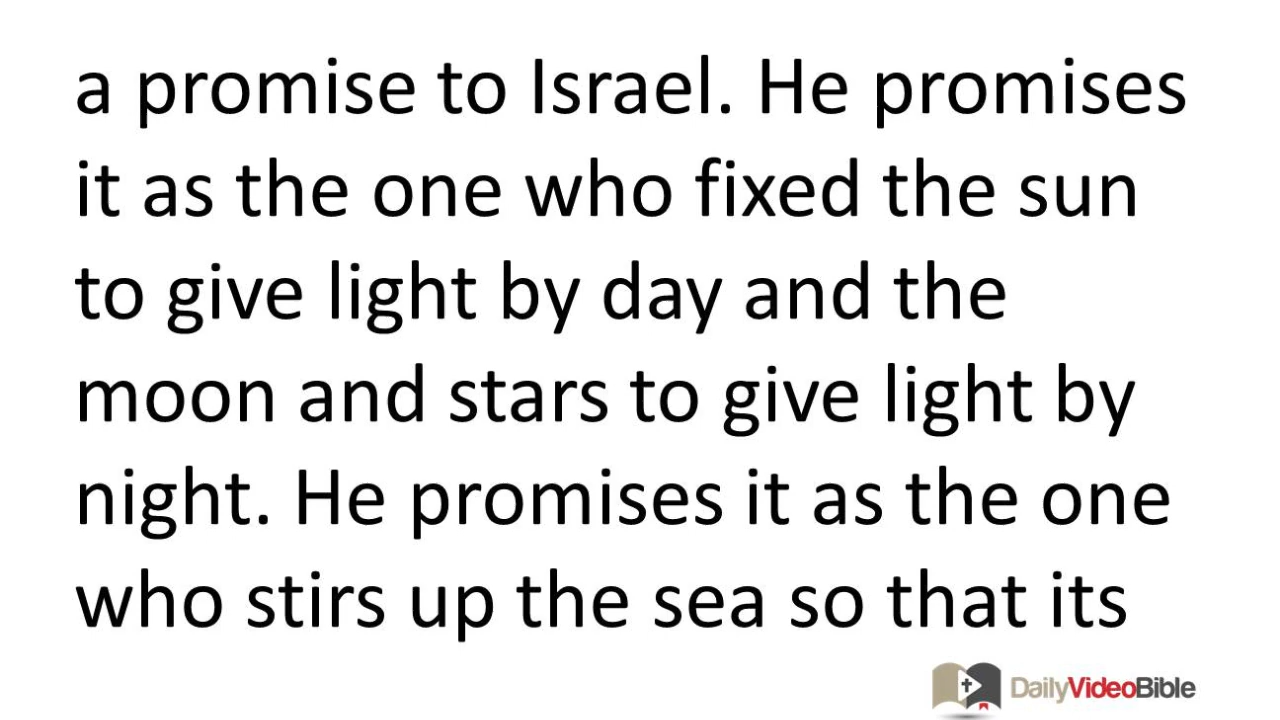 a promise to Israel. He promises
it as the one who fixed the sun
to give light by day and the
moon and stars to give light by
night. He promises it as the one
who stirs up the sea so that its
DailyVideoBible